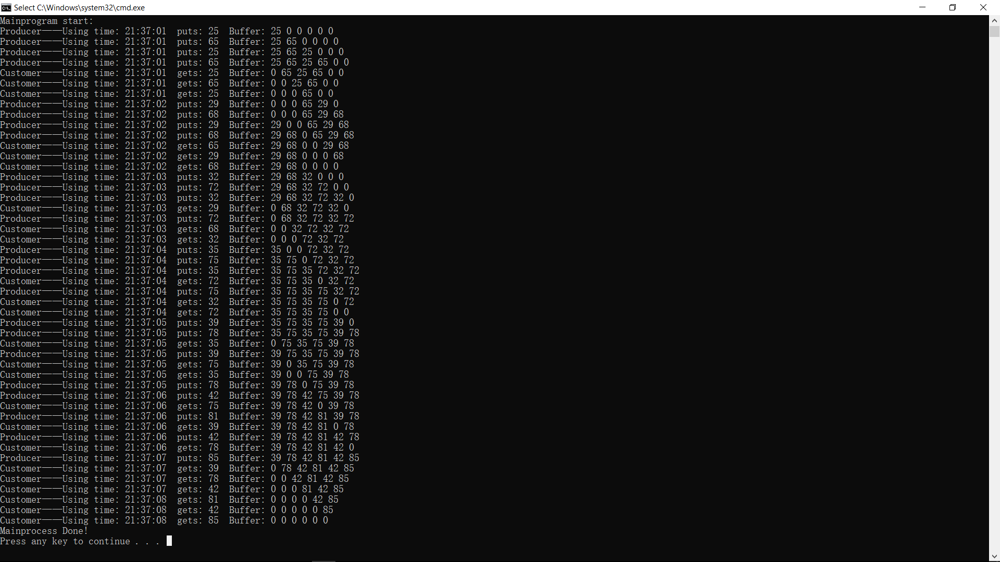 Select C:\Windows\system32\cmd.exe
Mainprogram start:
Producer——Using time: 21:37:01  puts: 25  Buffer: 25 0 0 0 0 0
Producer——Using time: 21:37:01  puts: 65  Buffer: 25 65 0 0 0 0
Producer——Using time: 21:37:01  puts: 25  Buffer: 25 65 25 0 0 0
Producer——Using time: 21:37:01  puts: 65  Buffer: 25 65 25 65 0 0
Customer——Using time: 21:37:01  gets: 25  Buffer: 0 65 25 65 0 0
Customer——Using time: 21:37:01  gets: 65  Buffer: 0 0 25 65 0 0
Customer——Using time: 21:37:01  gets: 25  Buffer: 0 0 0 65 0 0
Producer——Using time: 21:37:02  puts: 29  Buffer: 0 0 0 65 29 0
Producer——Using time: 21:37:02  puts: 68  Buffer: 0 0 0 65 29 68
Producer——Using time: 21:37:02  puts: 29  Buffer: 29 0 0 65 29 68
Producer——Using time: 21:37:02  puts: 68  Buffer: 29 68 0 65 29 68
Customer——Using time: 21:37:02  gets: 65  Buffer: 29 68 0 0 29 68
Customer——Using time: 21:37:02  gets: 29  Buffer: 29 68 0 0 0 68
Customer——Using time: 21:37:02  gets: 68  Buffer: 29 68 0 0 0 0
Producer——Using time: 21:37:03  puts: 32  Buffer: 29 68 32 0 0 0
Producer——Using time: 21:37:03  puts: 72  Buffer: 29 68 32 72 0 0
Producer——Using time: 21:37:03  puts: 32  Buffer: 29 68 32 72 32 0
Customer——Using time: 21:37:03  gets: 29  Buffer: 0 68 32 72 32 0
Producer——Using time: 21:37:03  puts: 72  Buffer: 0 68 32 72 32 72
Customer——Using time: 21:37:03  gets: 68  Buffer: 0 0 32 72 32 72
Customer——Using time: 21:37:03  gets: 32  Buffer: 0 0 0 72 32 72
Producer——Using time: 21:37:04  puts: 35  Buffer: 35 0 0 72 32 72
Producer——Using time: 21:37:04  puts: 75  Buffer: 35 75 0 72 32 72
Producer——Using time: 21:37:04  puts: 35  Buffer: 35 75 35 72 32 72
Customer——Using time: 21:37:04  gets: 72  Buffer: 35 75 35 0 32 72
Producer——Using time: 21:37:04  puts: 75  Buffer: 35 75 35 75 32 72
Customer——Using time: 21:37:04  gets: 32  Buffer: 35 75 35 75 0 72
Customer——Using time: 21:37:04  gets: 72  Buffer: 35 75 35 75 0 0
Producer——Using time: 21:37:05  puts: 39  Buffer: 35 75 35 75 39 0
Producer——Using time: 21:37:05  puts: 78  Buffer: 35 75 35 75 39 78
Customer——Using time: 21:37:05  gets: 35  Buffer: 0 75 35 75 39 78
Producer——Using time: 21:37:05  puts: 39  Buffer: 39 75 35 75 39 78
Customer——Using time: 21:37:05  gets: 75  Buffer: 39 0 35 75 39 78
Customer——Using time: 21:37:05  gets: 35  Buffer: 39 0 0 75 39 78
Producer——Using time: 21:37:05  puts: 78  Buffer: 39 78 0 75 39 78
Producer——Using time: 21:37:06  puts: 42  Buffer: 39 78 42 75 39 78
Customer——Using time: 21:37:06  gets: 75  Buffer: 39 78 42 0 39 78
Producer——Using time: 21:37:06  puts: 81  Buffer: 39 78 42 81 39 78
Customer——Using time: 21:37:06  gets: 39  Buffer: 39 78 42 81 0 78
Producer——Using time: 21:37:06  puts: 42  Buffer: 39 78 42 81 42 78
Customer——Using time: 21:37:06  gets: 78  Buffer: 39 78 42 81 42 0
Producer——Using time: 21:37:07  puts: 85  Buffer: 39 78 42 81 42 85
Customer——Using time: 21:37:07  gets: 39  Buffer: 0 78 42 81 42 85
Customer——Using time: 21:37:07  gets: 78  Buffer: 0 0 42 81 42 85
Customer——Using time: 21:37:07  gets: 42  Buffer: 0 0 0 81 42 85
Customer——Using time: 21:37:08  gets: 81  Buffer: 0 0 0 0 42 85
Customer——Using time: 21:37:08  gets: 42  Buffer: 0 0 0 0 0 85
Customer——Using time: 21:37:08  gets: 85  Buffer: 0 0 0 0 0 0
Mainprocess Done!
Press any key to continue . . .